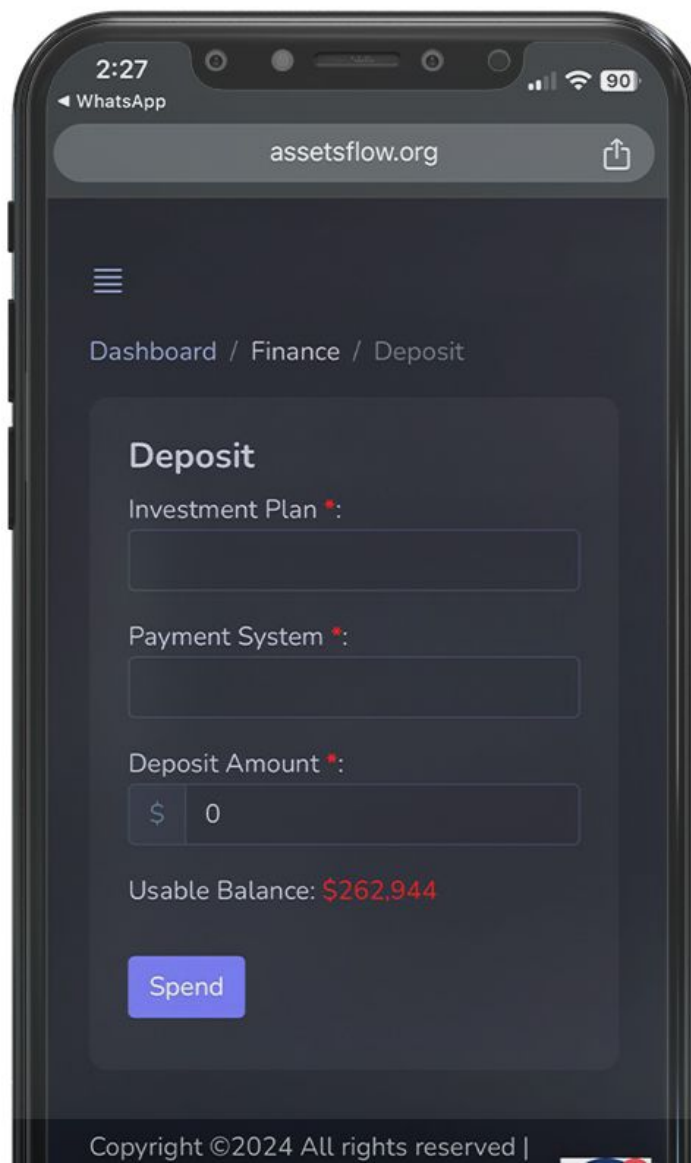 2:27
90
◀ WhatsApp
assetsflow.org
Dashboard / Finance / Deposit
Deposit
Investment Plan *:
Payment System *:
Deposit Amount *:
$ 0
Usable Balance: $262,944
Spend
Copyright ©2024 All rights reserved |